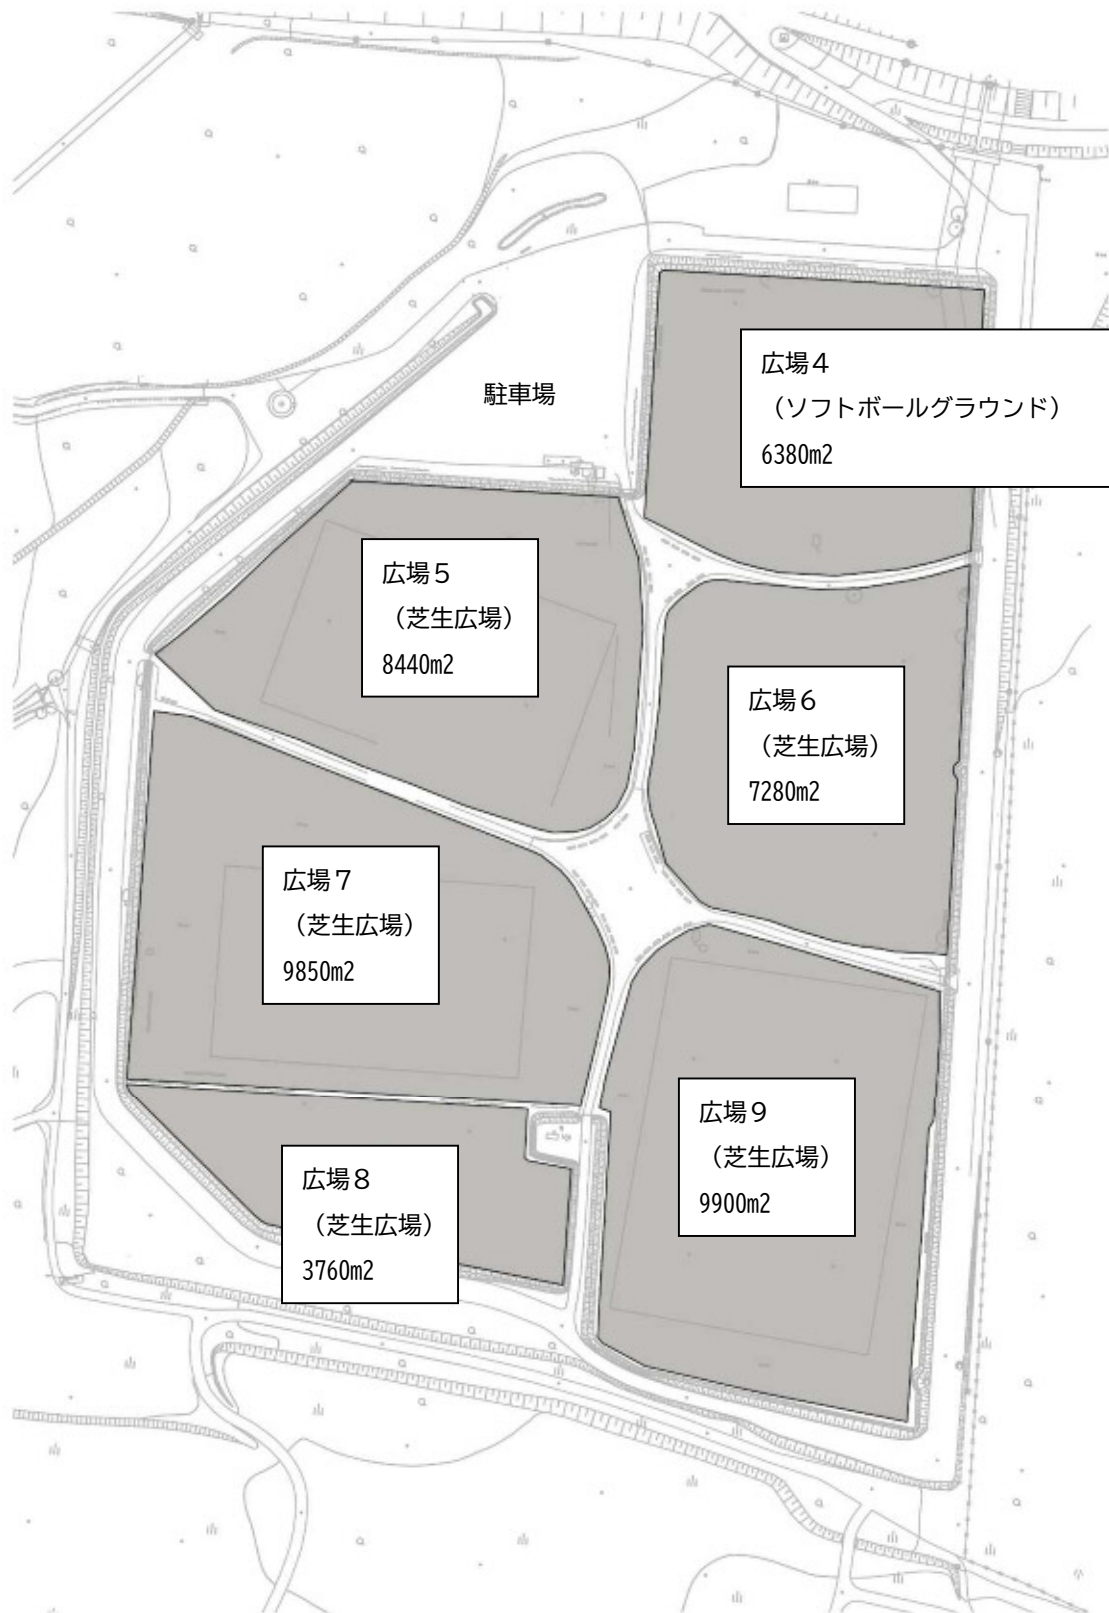 広場４
（ソフトボールグラウンド）
6380m2
駐車場
広場５
（芝生広場）
8440m2
広場６
（芝生広場）
7280m2
広場７
（芝生広場）
9850m2
広場９
（芝生広場）
9900m2
広場８
（芝生広場）
3760m2